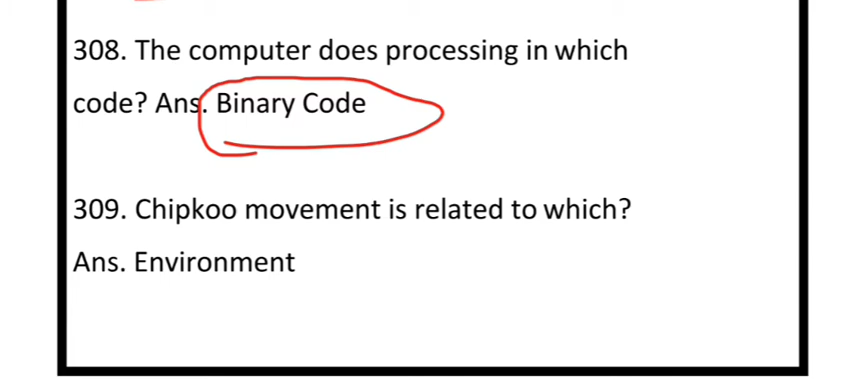 308. The computer does processing in which
code? Ans. Binary Code
309. Chipkoo movement is related to which?
Ans. Environment